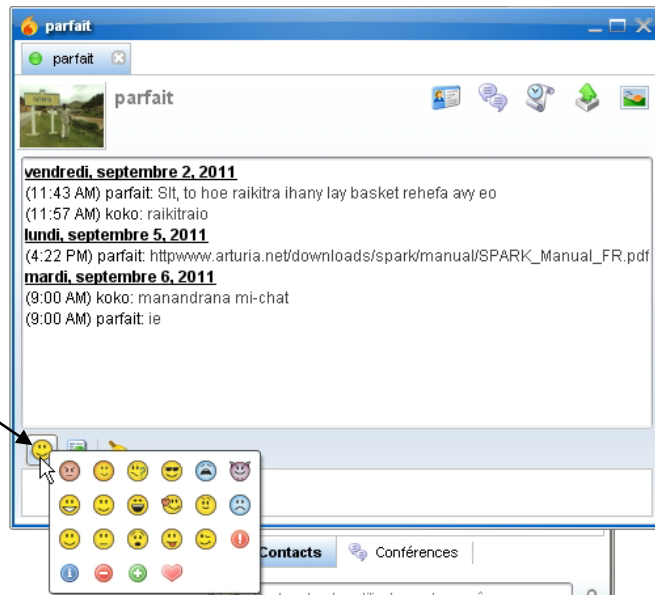 parfait
parfait
parfait
vendredi, septembre 2, 2011
(11:43 AM) parfait: Slt, to hoe raikitra ihany lay basket rehefa avy eo
(11:57 AM) koko: raikitraio
lundi, septembre 5, 2011
(4:22 PM) parfait: httpwww.arturia.net/downloads/spark/manual/SPARK_Manual_FR.pdf
mardi, septembre 6, 2011
(9:00 AM) koko: manandrana mi-chat
(9:00 AM) parfait: ie
Contacts
Conférences